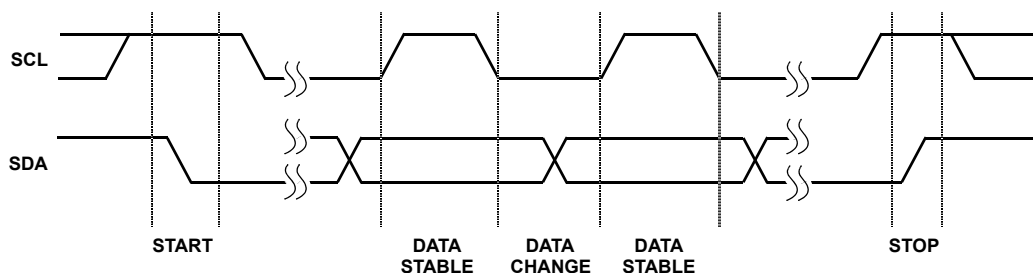 SCL
SDA
START
DATA
STABLE
DATA
CHANGE
DATA
STABLE
STOP